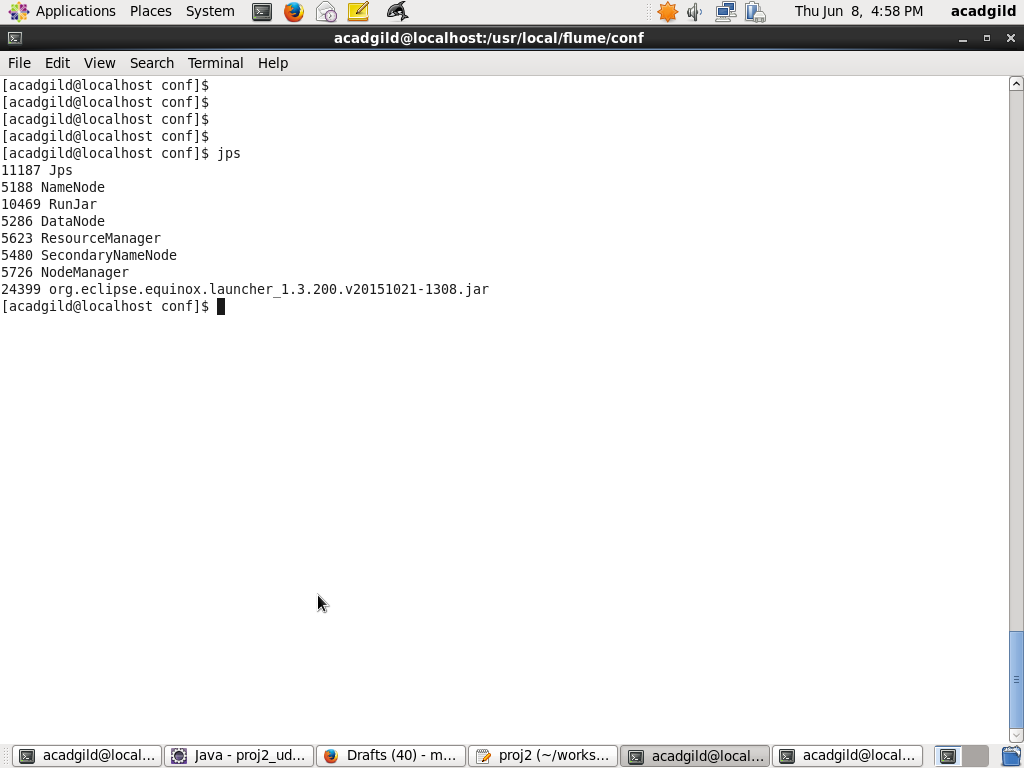 Applications Places System Thu Jun 8, 4:58 PM acadgild
acadgild@localhost:/usr/local/flume/conf
File Edit View Search Terminal Help
[acadgild@localhost conf]$
[acadgild@localhost conf]$
[acadgild@localhost conf]$
[acadgild@localhost conf]$
[acadgild@localhost conf]$ jps
11187 Jps
5188 NameNode
10469 RunJar
5286 DataNode
5623 ResourceManager
5480 SecondaryNameNode
5726 NodeManager
24399 org.eclipse.equinox.launcher_1.3.200.v20151021-1308.jar
[acadgild@localhost conf]$
acadgild@local... Java - proj2_ud... Drafts (40) - m... proj2 (~/works... acadgild@local... acadgild@local...